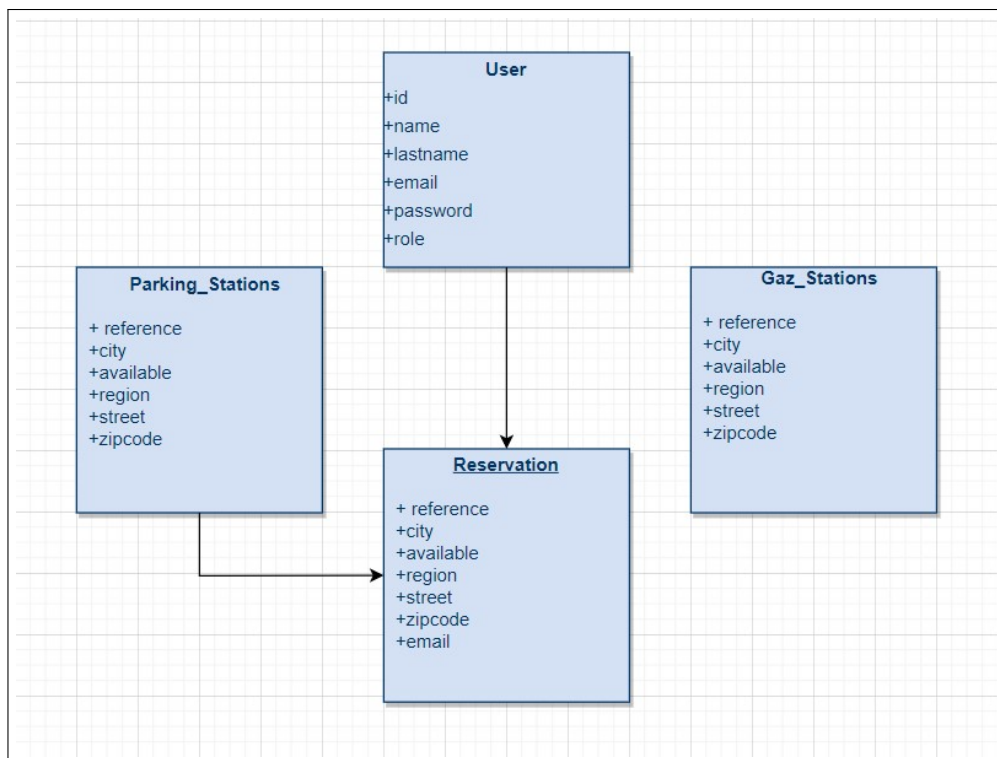 User
+id
+name
+lastname
+email
+password
+role
Parking_Stations
+ reference
+city
+available
+region
+street
+zipcode
Gaz_Stations
+ reference
+city
+available
+region
+street
+zipcode
Reservation
+ reference
+city
+available
+region
+street
+zipcode
+email